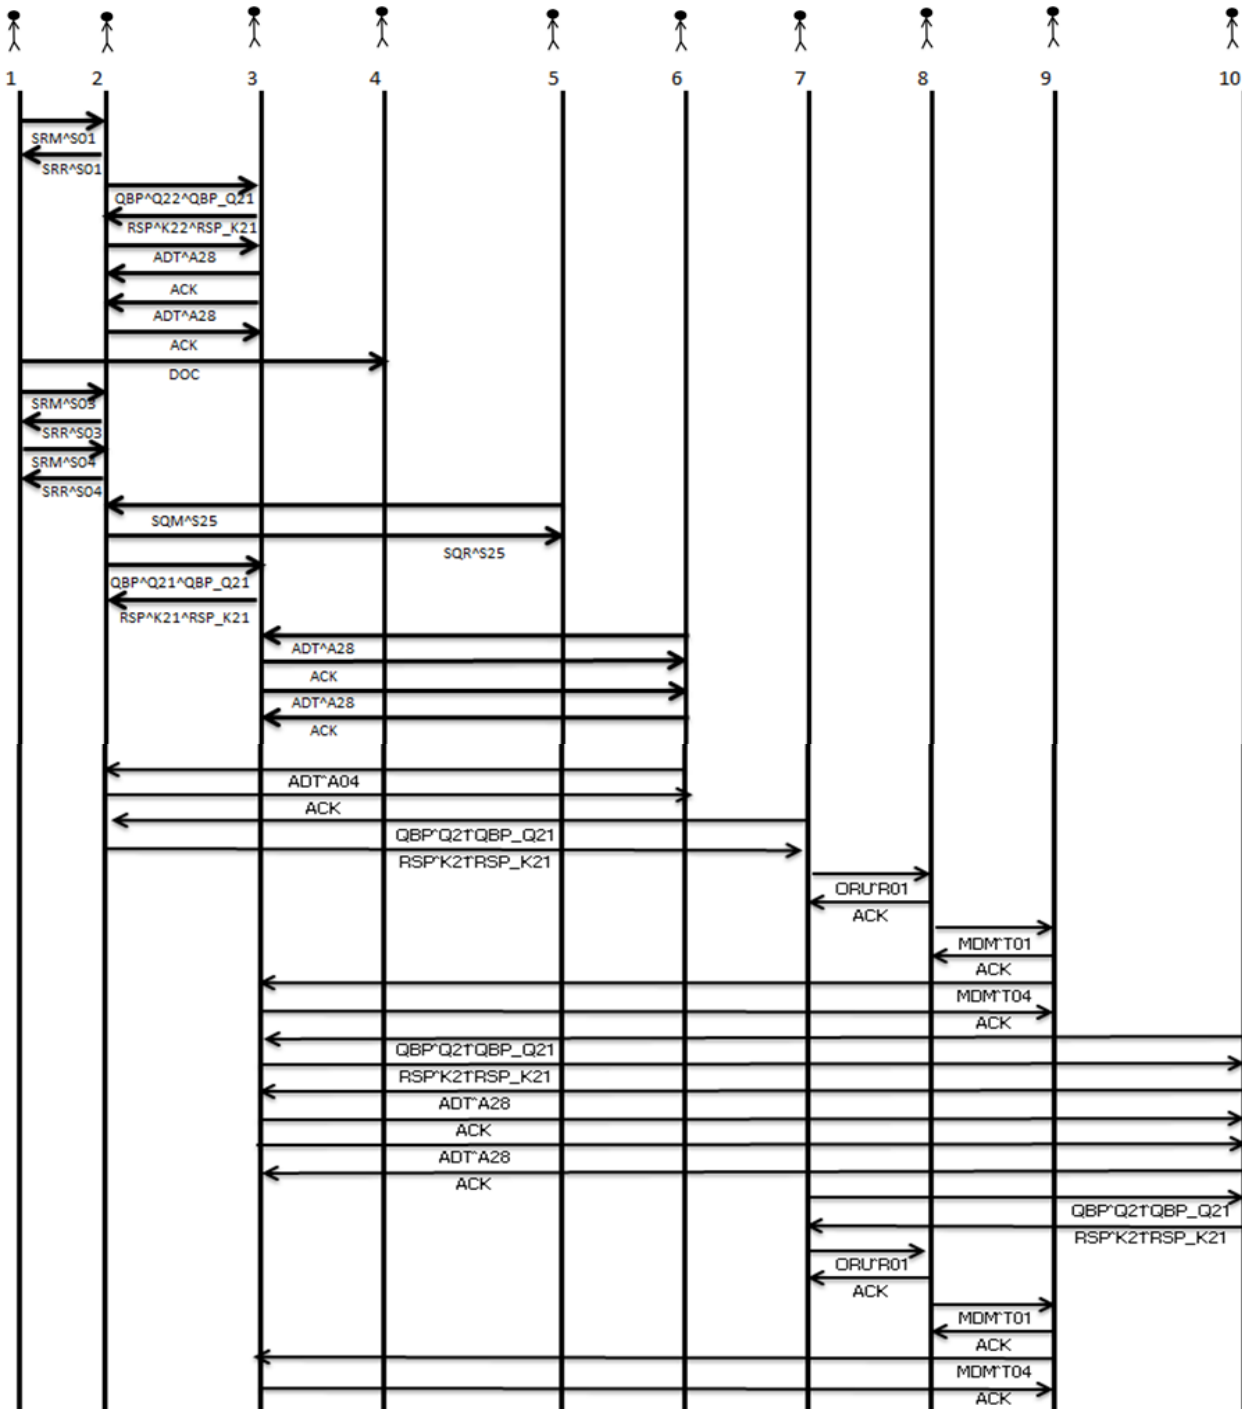 1 2 3 4 5 6 7 8 9 10
SRM^S01
SRR^S01
QBP^Q22^QBP_Q21
RSP^K22^RSP_K21
ADT^A28
ACK
ADT^A28
ACK
DOC
SRM^S03
SRR^S03
SRM^S04
SRR^S04
SQM^S25
SQR^S25
QBP^Q21^QBP_Q21
RSP^K21^RSP_K21
ADT^A28
ACK
ADT^A28
ACK
ADT^A04
ACK
QBP^Q21^QBP_Q21
RSP^K21^RSP_K21
ORU^R01
ACK
MDM^T01
ACK
MDM^T04
ACK
QBP^Q21^QBP_Q21
RSP^K21^RSP_K21
ADT^A28
ACK
ADT^A28
ACK
QBP^Q21^QBP_Q21
RSP^K21^RSP_K21
ORU^R01
ACK
MDM^T01
ACK
MDM^T04
ACK